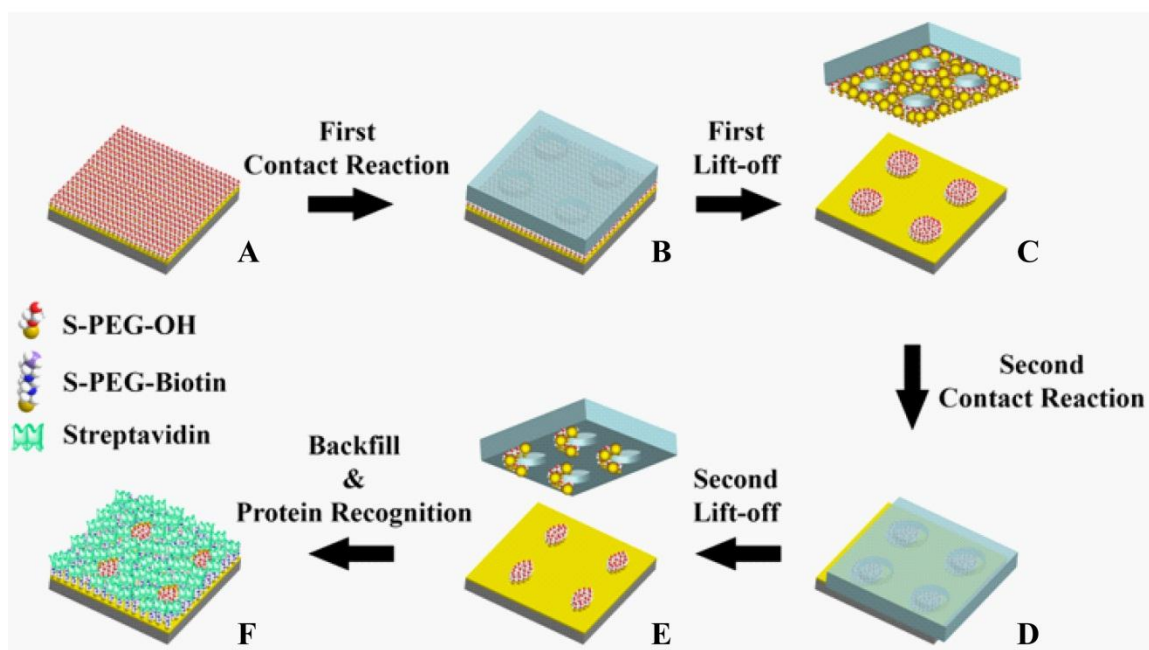 First
Contact Reaction
First
Lift-off
A
B
C
S-PEG-OH
S-PEG-Biotin
Streptavidin
Second
Contact Reaction
Backfill
&
Protein Recognition
Second
Lift-off
F
E
D